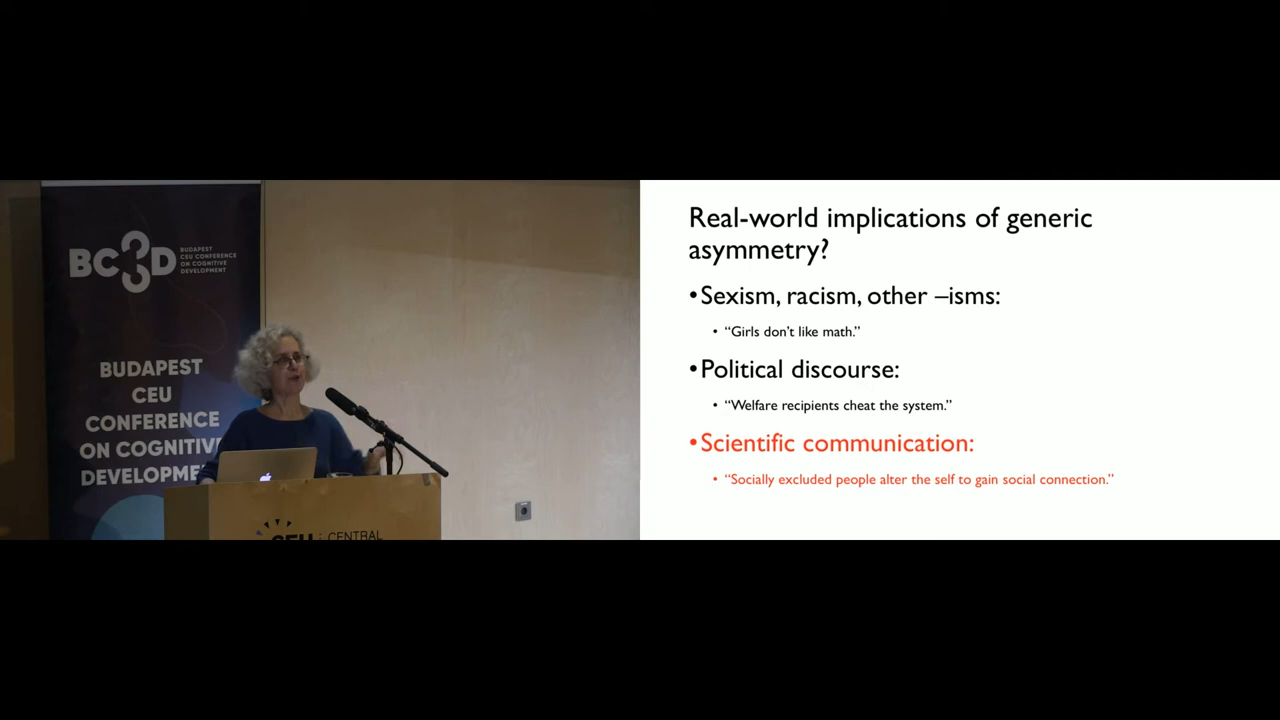 BC3D
BUDAPEST
CEU CONFERENCE
ON COGNITIVE
DEVELOPMENT
BUDAPEST
CEU
CONFERENCE
ON COGNITIVE
DEVELOPME
CEU
CENTRAL
Real-world implications of generic
asymmetry?
•Sexism, racism, other –isms:
• “Girls don’t like math.”
•Political discourse:
• “Welfare recipients cheat the system.”
•Scientific communication:
• “Socially excluded people alter the self to gain social connection.”